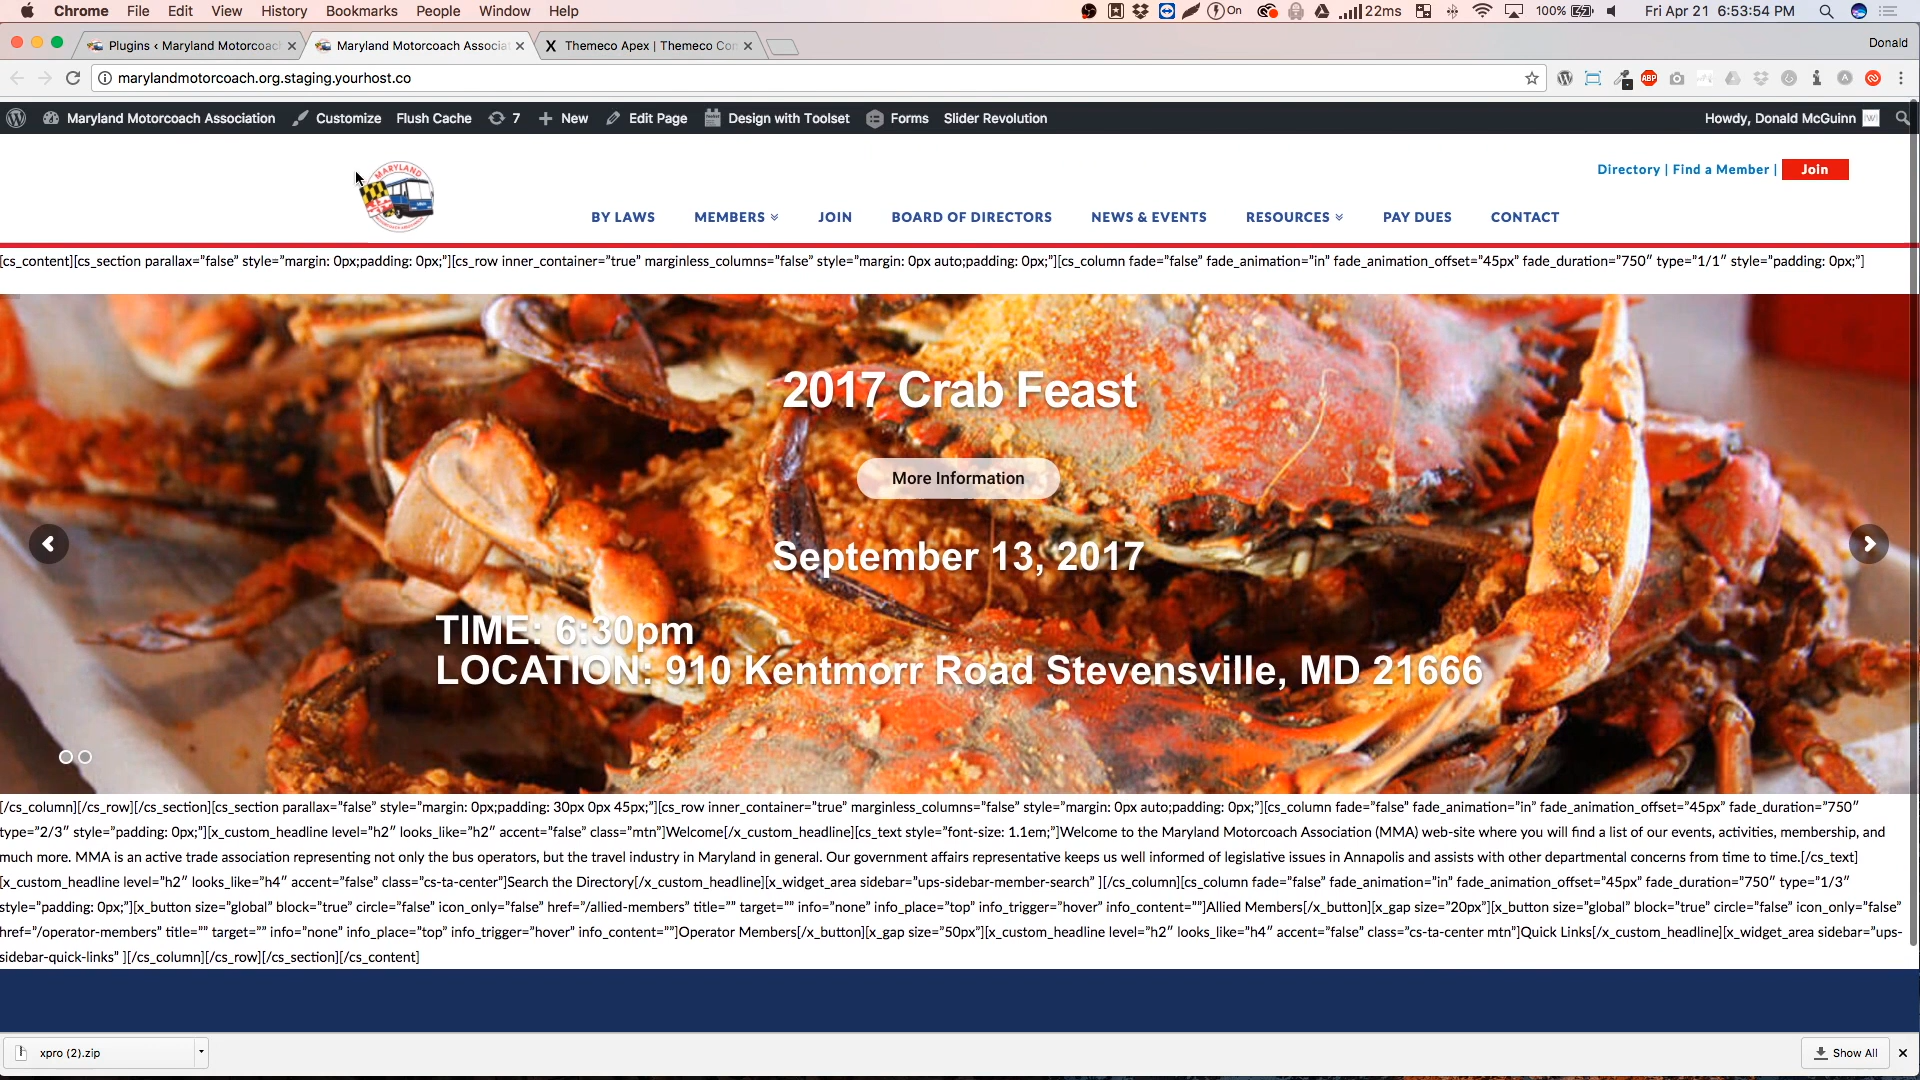 Chrome File Edit View History Bookmarks People Window Help On 22ms 100% Fri Apr 21 6:53:54 PM
Plugins ‹ Maryland Motorcoac Maryland Motorcoach Associa Themeco Apex | Themeco Co Donald
marylandmotorcoach.org.staging.yourhost.co ABP
Maryland Motorcoach Association Customize Flush Cache 7 New Edit Page Design with Toolset Forms Slider Revolution Howdy, Donald McGuinn
MARYLAND
Directory | Find a Member | Join
BY LAWS MEMBERS JOIN BOARD OF DIRECTORS NEWS & EVENTS RESOURCES PAY DUES CONTACT
[cs_content][cs_section parallax=”false” style=”margin: 0px;padding: 0px;”][cs_row inner_container=”true” marginless_columns=”false” style=”margin: 0px auto;padding: 0px;”][cs_column fade=”false” fade_animation=”in” fade_animation_offset=”45px” fade_duration=”750″ type=”1/1″ style=”padding: 0px;”]
2017 Crab Feast
More Information
September 13, 2017
TIME: 6:30pm
LOCATION: 910 Kentmorr Road Stevensville, MD 21666
[/cs_column][/cs_row][/cs_section][cs_section parallax=”false” style=”margin: 0px;padding: 30px 0px 45px;”][cs_row inner_container=”true” marginless_columns=”false” style=”margin: 0px auto;padding: 0px;”][cs_column fade=”false” fade_animation=”in” fade_animation_offset=”45px” fade_duration=”750″
type=”2/3″ style=”padding: 0px;”][x_custom_headline level=”h2″ looks_like=”h2″ accent=”false” class=”mtn”]Welcome[/x_custom_headline][cs_text style=”font-size: 1.1em;”]Welcome to the Maryland Motorcoach Association (MMA) web-site where you will find a list of our events, activities, membership, and
much more. MMA is an active trade association representing not only the bus operators, but the travel industry in Maryland in general. Our government affairs representative keeps us well informed of legislative issues in Annapolis and assists with other departmental concerns from time to time.[/cs_text]
[x_custom_headline level=”h2″ looks_like=”h4″ accent=”false” class=”cs-ta-center”]Search the Directory[/x_custom_headline][x_widget_area sidebar=”ups-sidebar-member-search” ][/cs_column][cs_column fade=”false” fade_animation=”in” fade_animation_offset=”45px” fade_duration=”750″ type=”1/3″
style=”padding: 0px;”][x_button size=”global” block=”true” circle=”false” icon_only=”false” href=”/allied-members” title=”” target=”” info=”none” info_place=”top” info_trigger=”hover” info_content=””]Allied Members[/x_button][x_gap size=”20px”][x_button size=”global” block=”true” circle=”false” icon_only=”false”
href=”/operator-members” title=”” target=”” info=”none” info_place=”top” info_trigger=”hover” info_content=””]Operator Members[/x_button][x_gap size=”50px”][x_custom_headline level=”h2″ looks_like=”h4″ accent=”false” class=”cs-ta-center mtn”]Quick Links[/x_custom_headline][x_widget_area sidebar=”ups-
sidebar-quick-links” ][/cs_column][/cs_row][/cs_section][/cs_content]
xpro (2).zip Show All